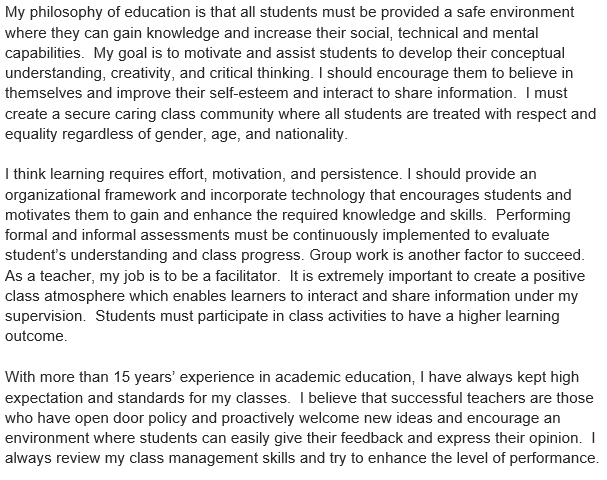 My philosophy of education is that all students must be provided a safe environment
where they can gain knowledge and increase their social, technical and mental
capabilities.  My goal is to motivate and assist students to develop their conceptual
understanding, creativity, and critical thinking. I should encourage them to believe in
themselves and improve their self-esteem and interact to share information.  I must
create a secure caring class community where all students are treated with respect and
equality regardless of gender, age, and nationality.

I think learning requires effort, motivation, and persistence. I should provide an
organizational framework and incorporate technology that encourages students and
motivates them to gain and enhance the required knowledge and skills.  Performing
formal and informal assessments must be continuously implemented to evaluate
student’s understanding and class progress. Group work is another factor to succeed.
As a teacher, my job is to be a facilitator.  It is extremely important to create a positive
class atmosphere which enables learners to interact and share information under my
supervision.  Students must participate in class activities to have a higher learning
outcome.

With more than 15 years’ experience in academic education, I have always kept high
expectation and standards for my classes.  I believe that successful teachers are those
who have open door policy and proactively welcome new ideas and encourage an
environment where students can easily give their feedback and express their opinion.  I
always review my class management skills and try to enhance the level of performance.